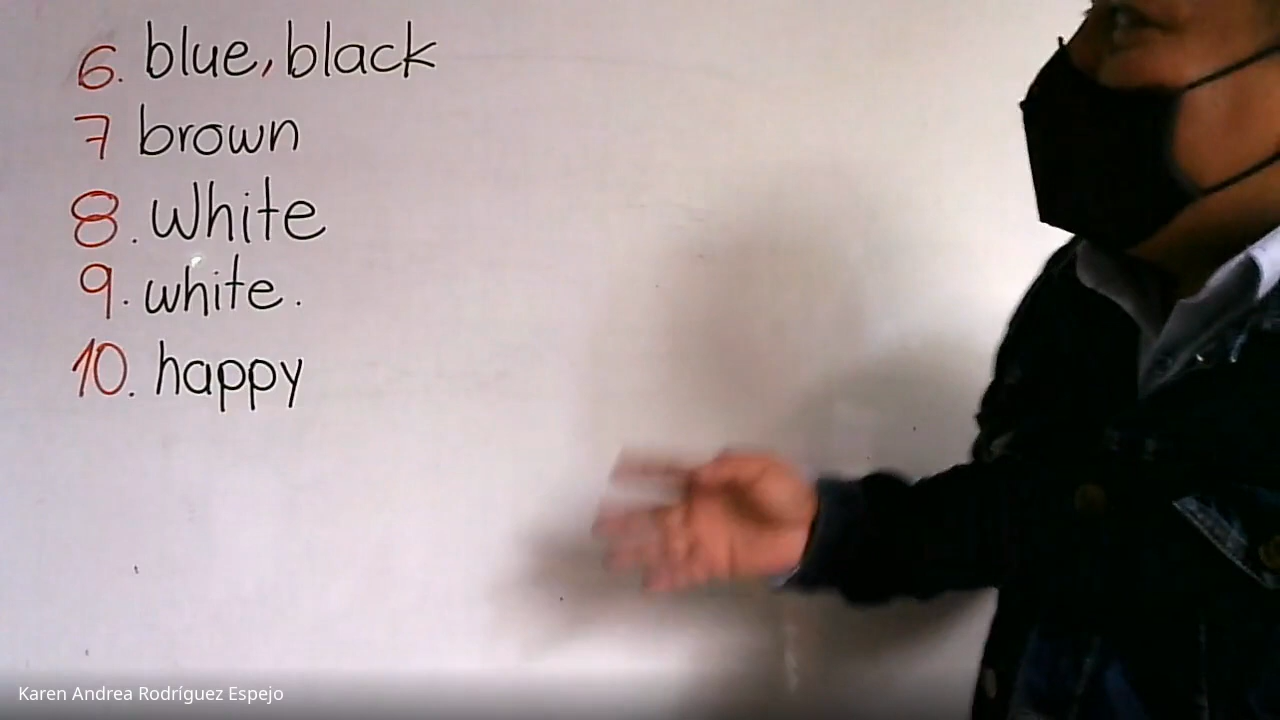 6. blue, black
7 brown
8. White
9. white.
10. happy
Karen Andrea Rodríguez Espejo